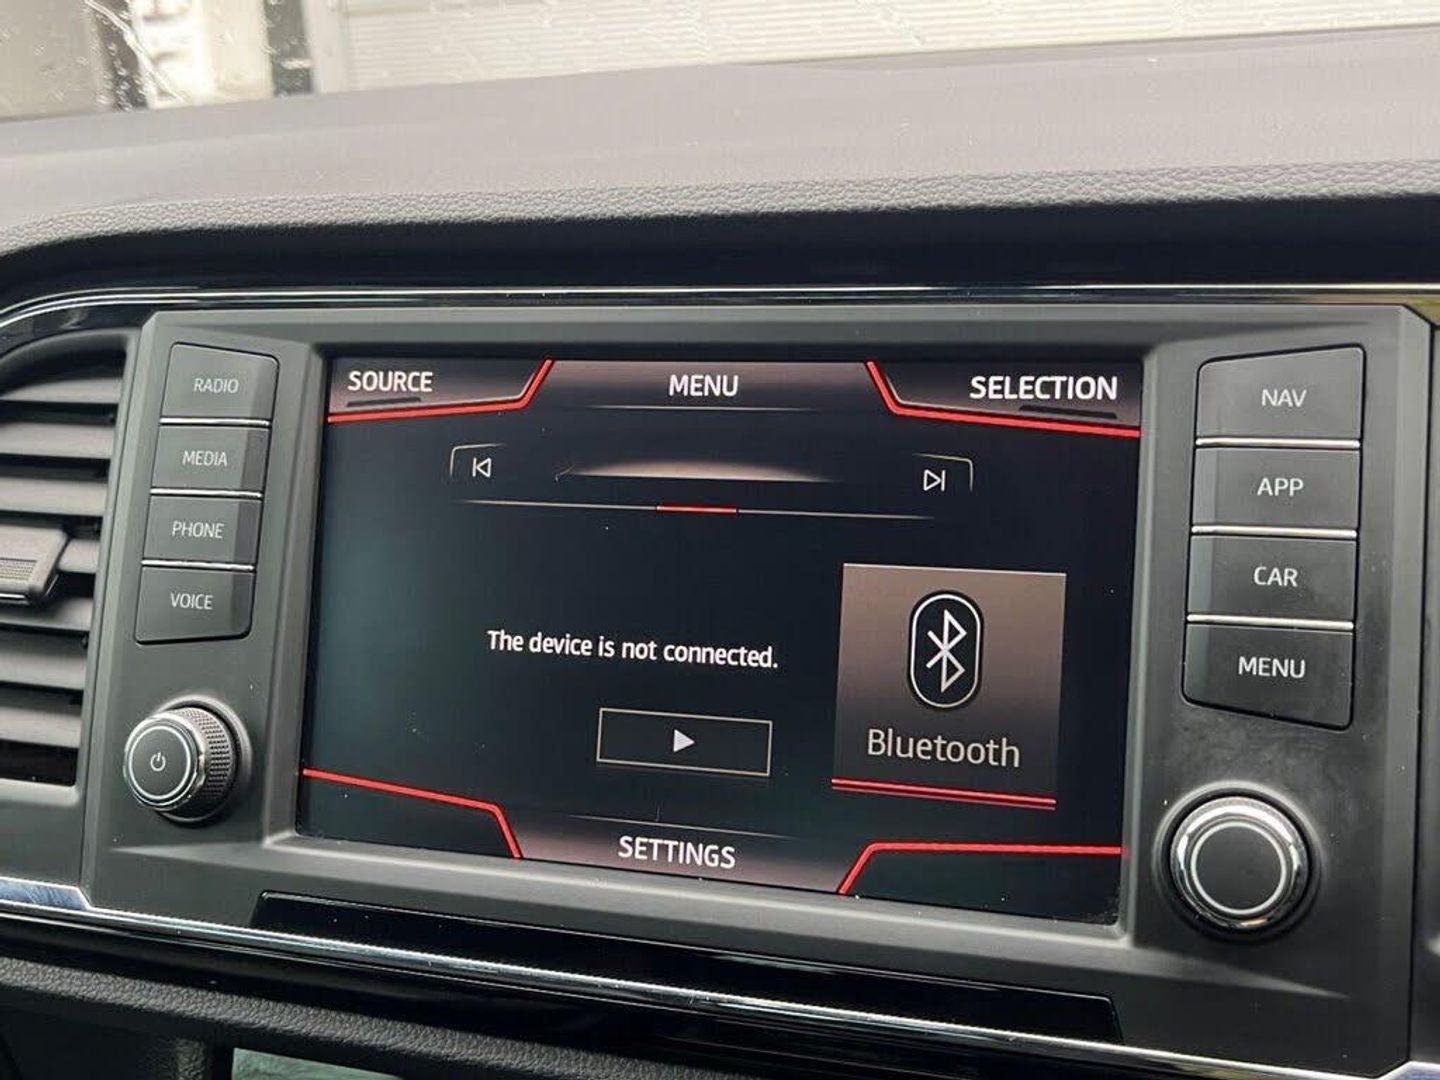 RADIO
MEDIA
PHONE
VOICE
SOURCE
MENU
SELECTION
The device is not connected.
Bluetooth
SETTINGS
NAV
APP
CAR
MENU